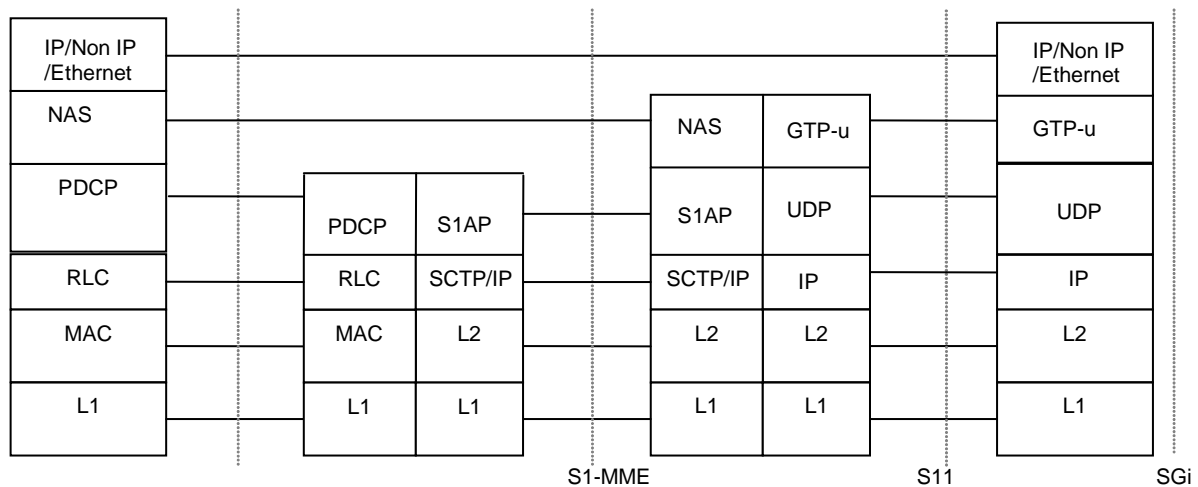 IP/Non IP
/Ethernet
NAS
PDCP
RLC
MAC
L1
PDCP
S1AP
RLC
SCTP/IP
MAC
L2
L1
L1
NAS
GTP-u
S1AP
UDP
SCTP/IP
IP
L2
L2
L1
L1
IP/Non IP
/Ethernet
GTP-u
UDP
IP
L2
L1
S1-MME
S11
SGi